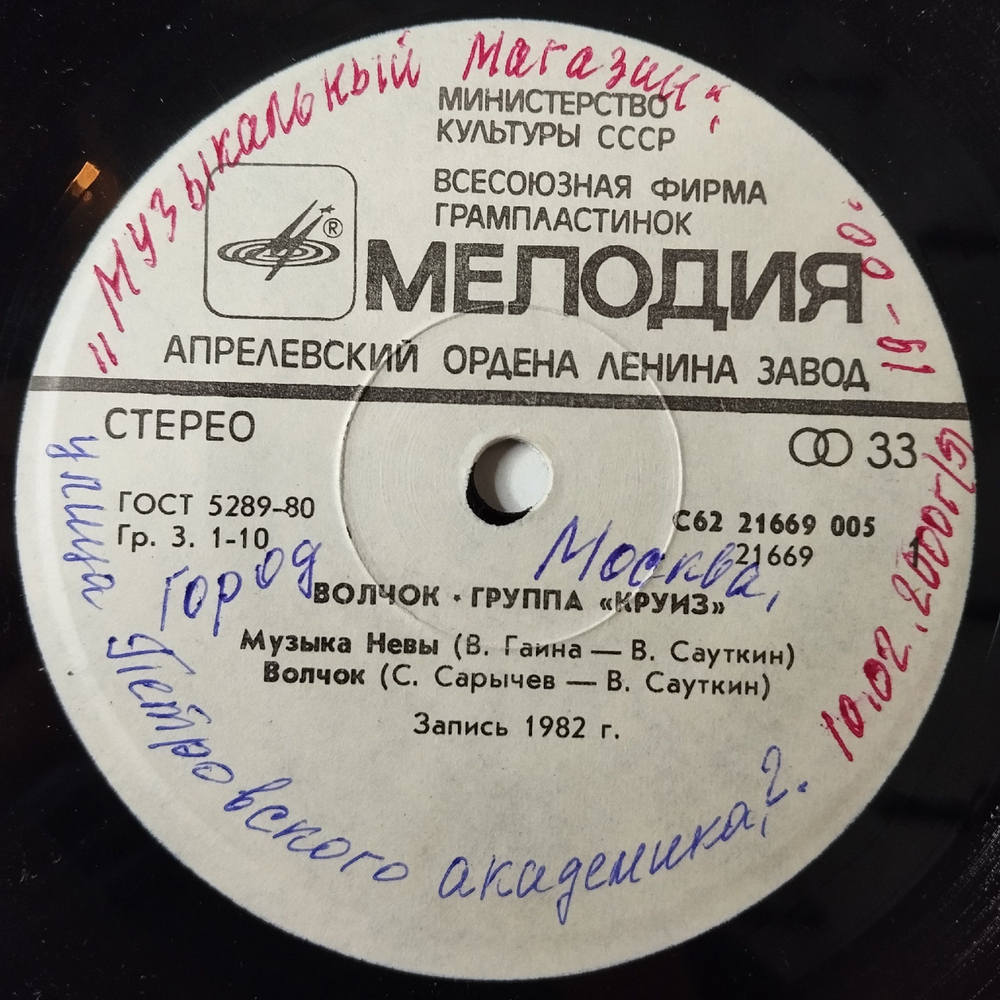 "Музыкальный магазин",
МИНИСТЕРСТВО
КУЛЬТУРЫ СССР
ВСЕСОЮЗНАЯ ФИРМА
ГРАМПЛАСТИНОК
®
МЕЛОДИЯ
АПРЕЛЕВСКИЙ ОРДЕНА ЛЕНИНА ЗАВОД
19-00
СТЕРЕО
33
ГОСТ 5289-80
Гр. 3. 1-10
С62 21669 005
21669
1
город Москва,
ВОЛЧОК · ГРУППА «КРУИЗ»
Музыка Невы (В. Гаина — В. Сауткин)
Волчок (С. Сарычев — В. Сауткин)
Запись 1982 г.
улица Петровского академика, 2.
10.02.2000г/5